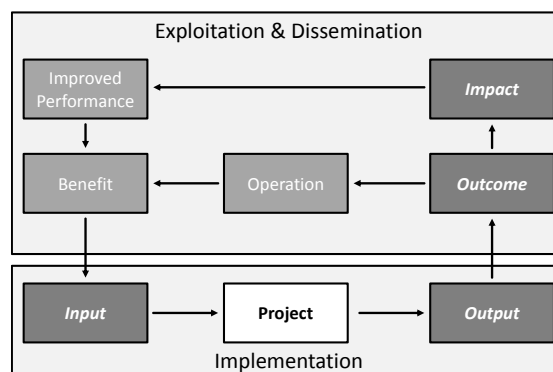 Exploitation & Dissemination
Improved
Performance
Impact
Benefit
Operation
Outcome
Input
Project
Output
Implementation